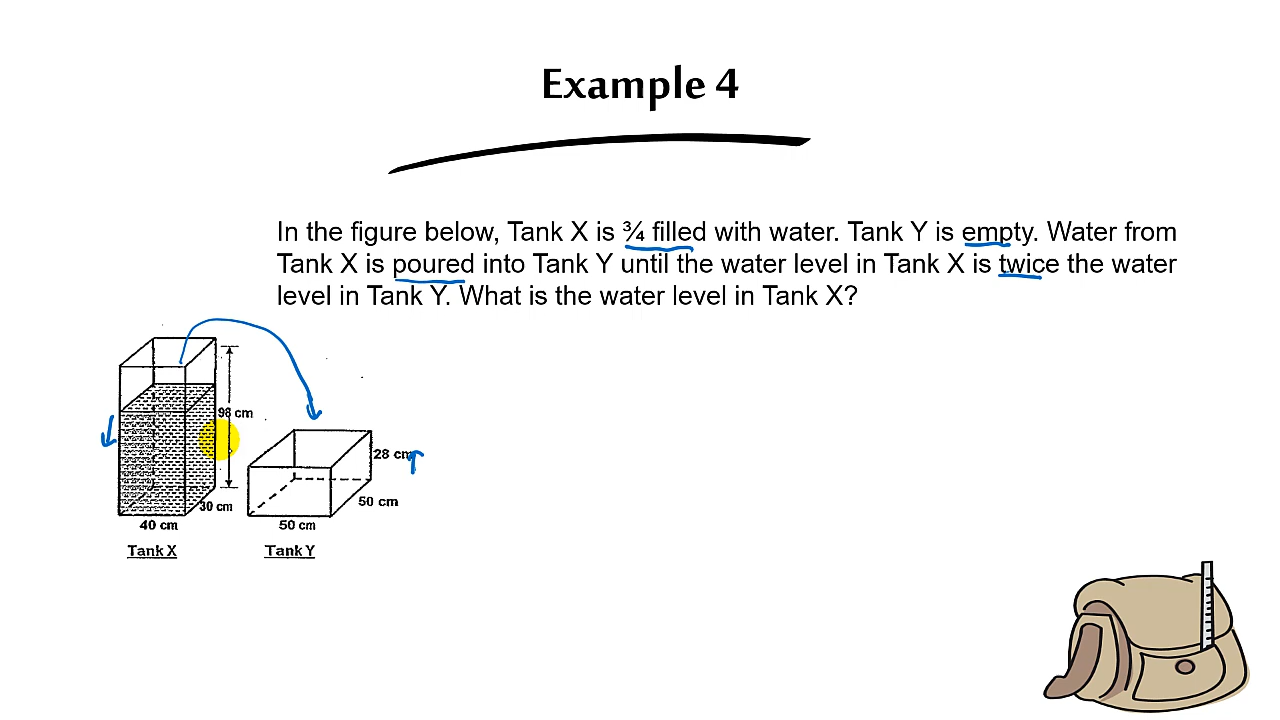 Example 4
In the figure below, Tank X is ¾ filled with water. Tank Y is empty. Water from
Tank X is poured into Tank Y until the water level in Tank X is twice the water
level in Tank Y. What is the water level in Tank X?
98 cm
28 cm
30 cm
50 cm
40 cm
50 cm
Tank X
Tank Y